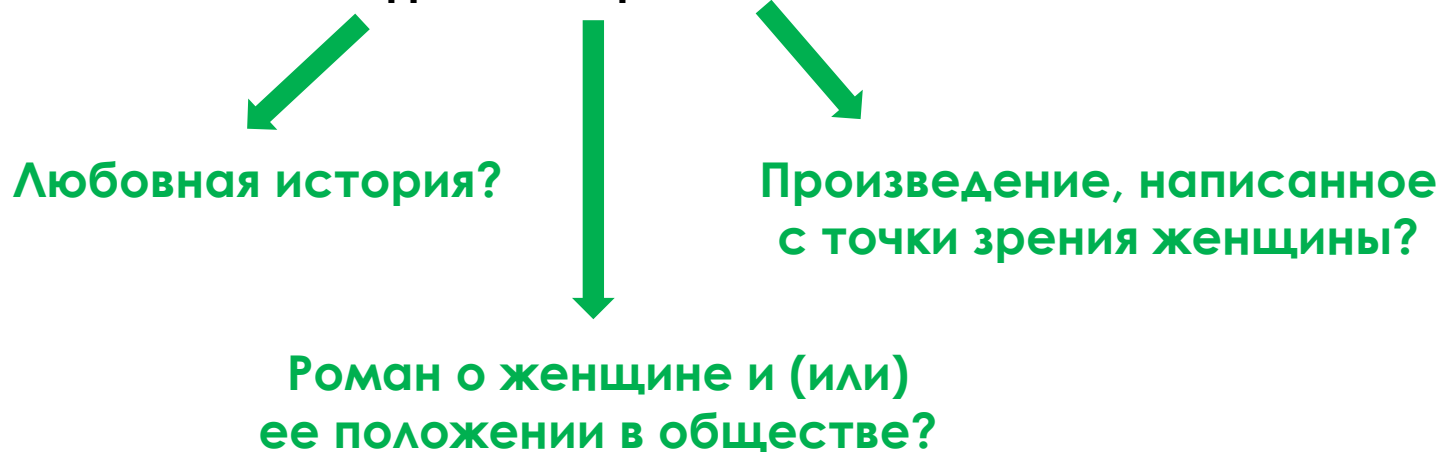 Любовная история?
Произведение, написанное
с точки зрения женщины?
Роман о женщине и (или)
ее положении в обществе?